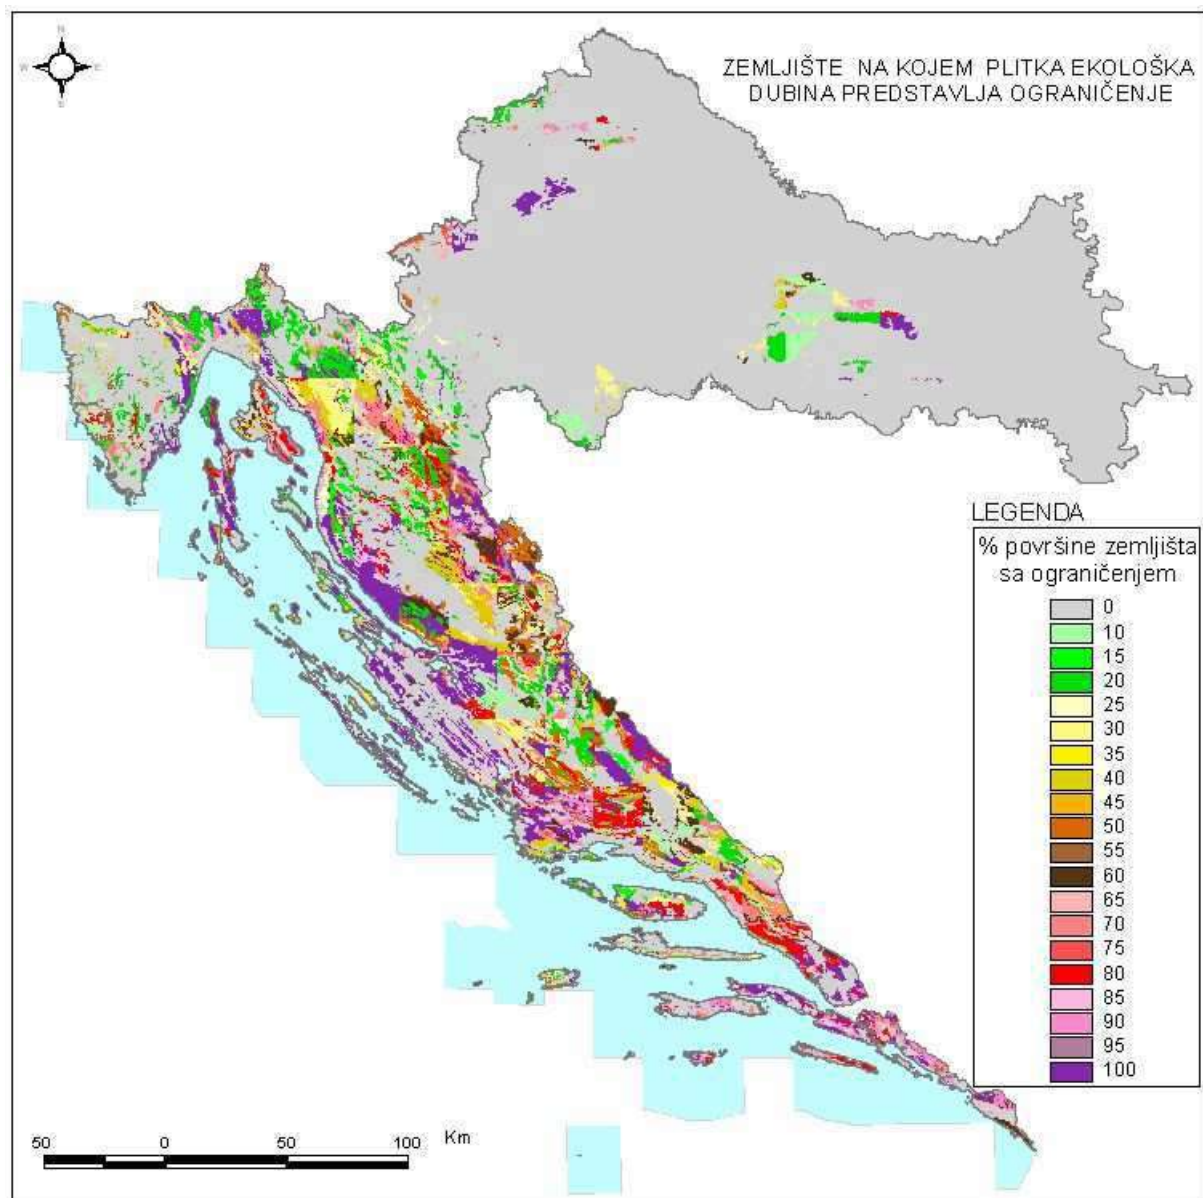 N
W E
S
ZEMLJIŠTE NA KOJEM PLITKA EKOLOŠKA
DUBINA PREDSTAVLJA OGRANIČENJE
LEGENDA
% površine zemljišta
sa ograničenjem
0
10
15
20
25
30
35
40
45
50
55
60
65
70
75
80
85
90
95
100
50 0 50 100 Km